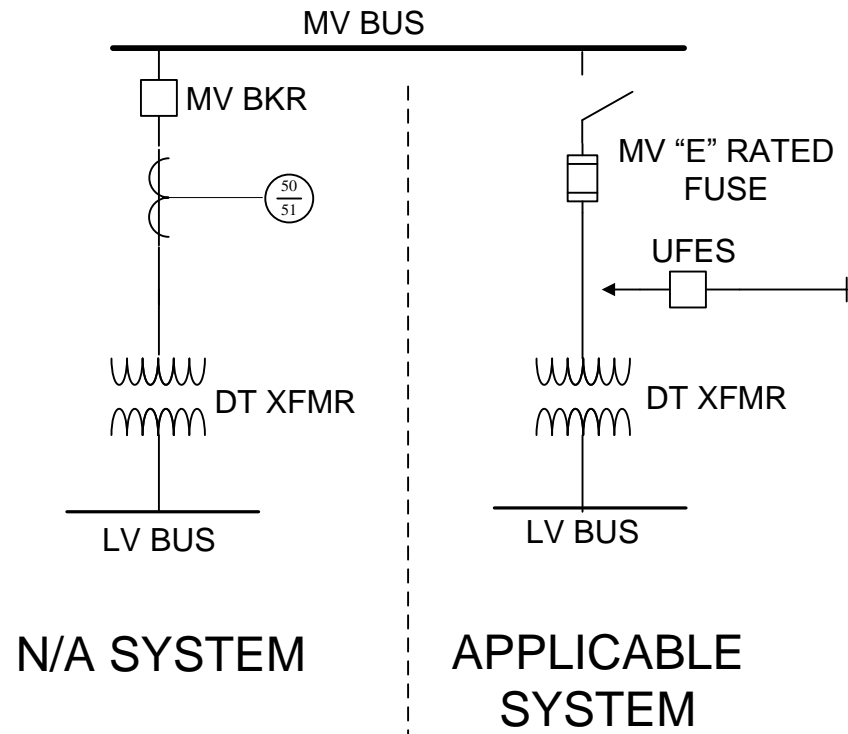 MV BUS
MV BKR
50
51
DT XFMR
LV BUS
N/A SYSTEM
MV “E” RATED
FUSE
UFES
DT XFMR
LV BUS
APPLICABLE
SYSTEM